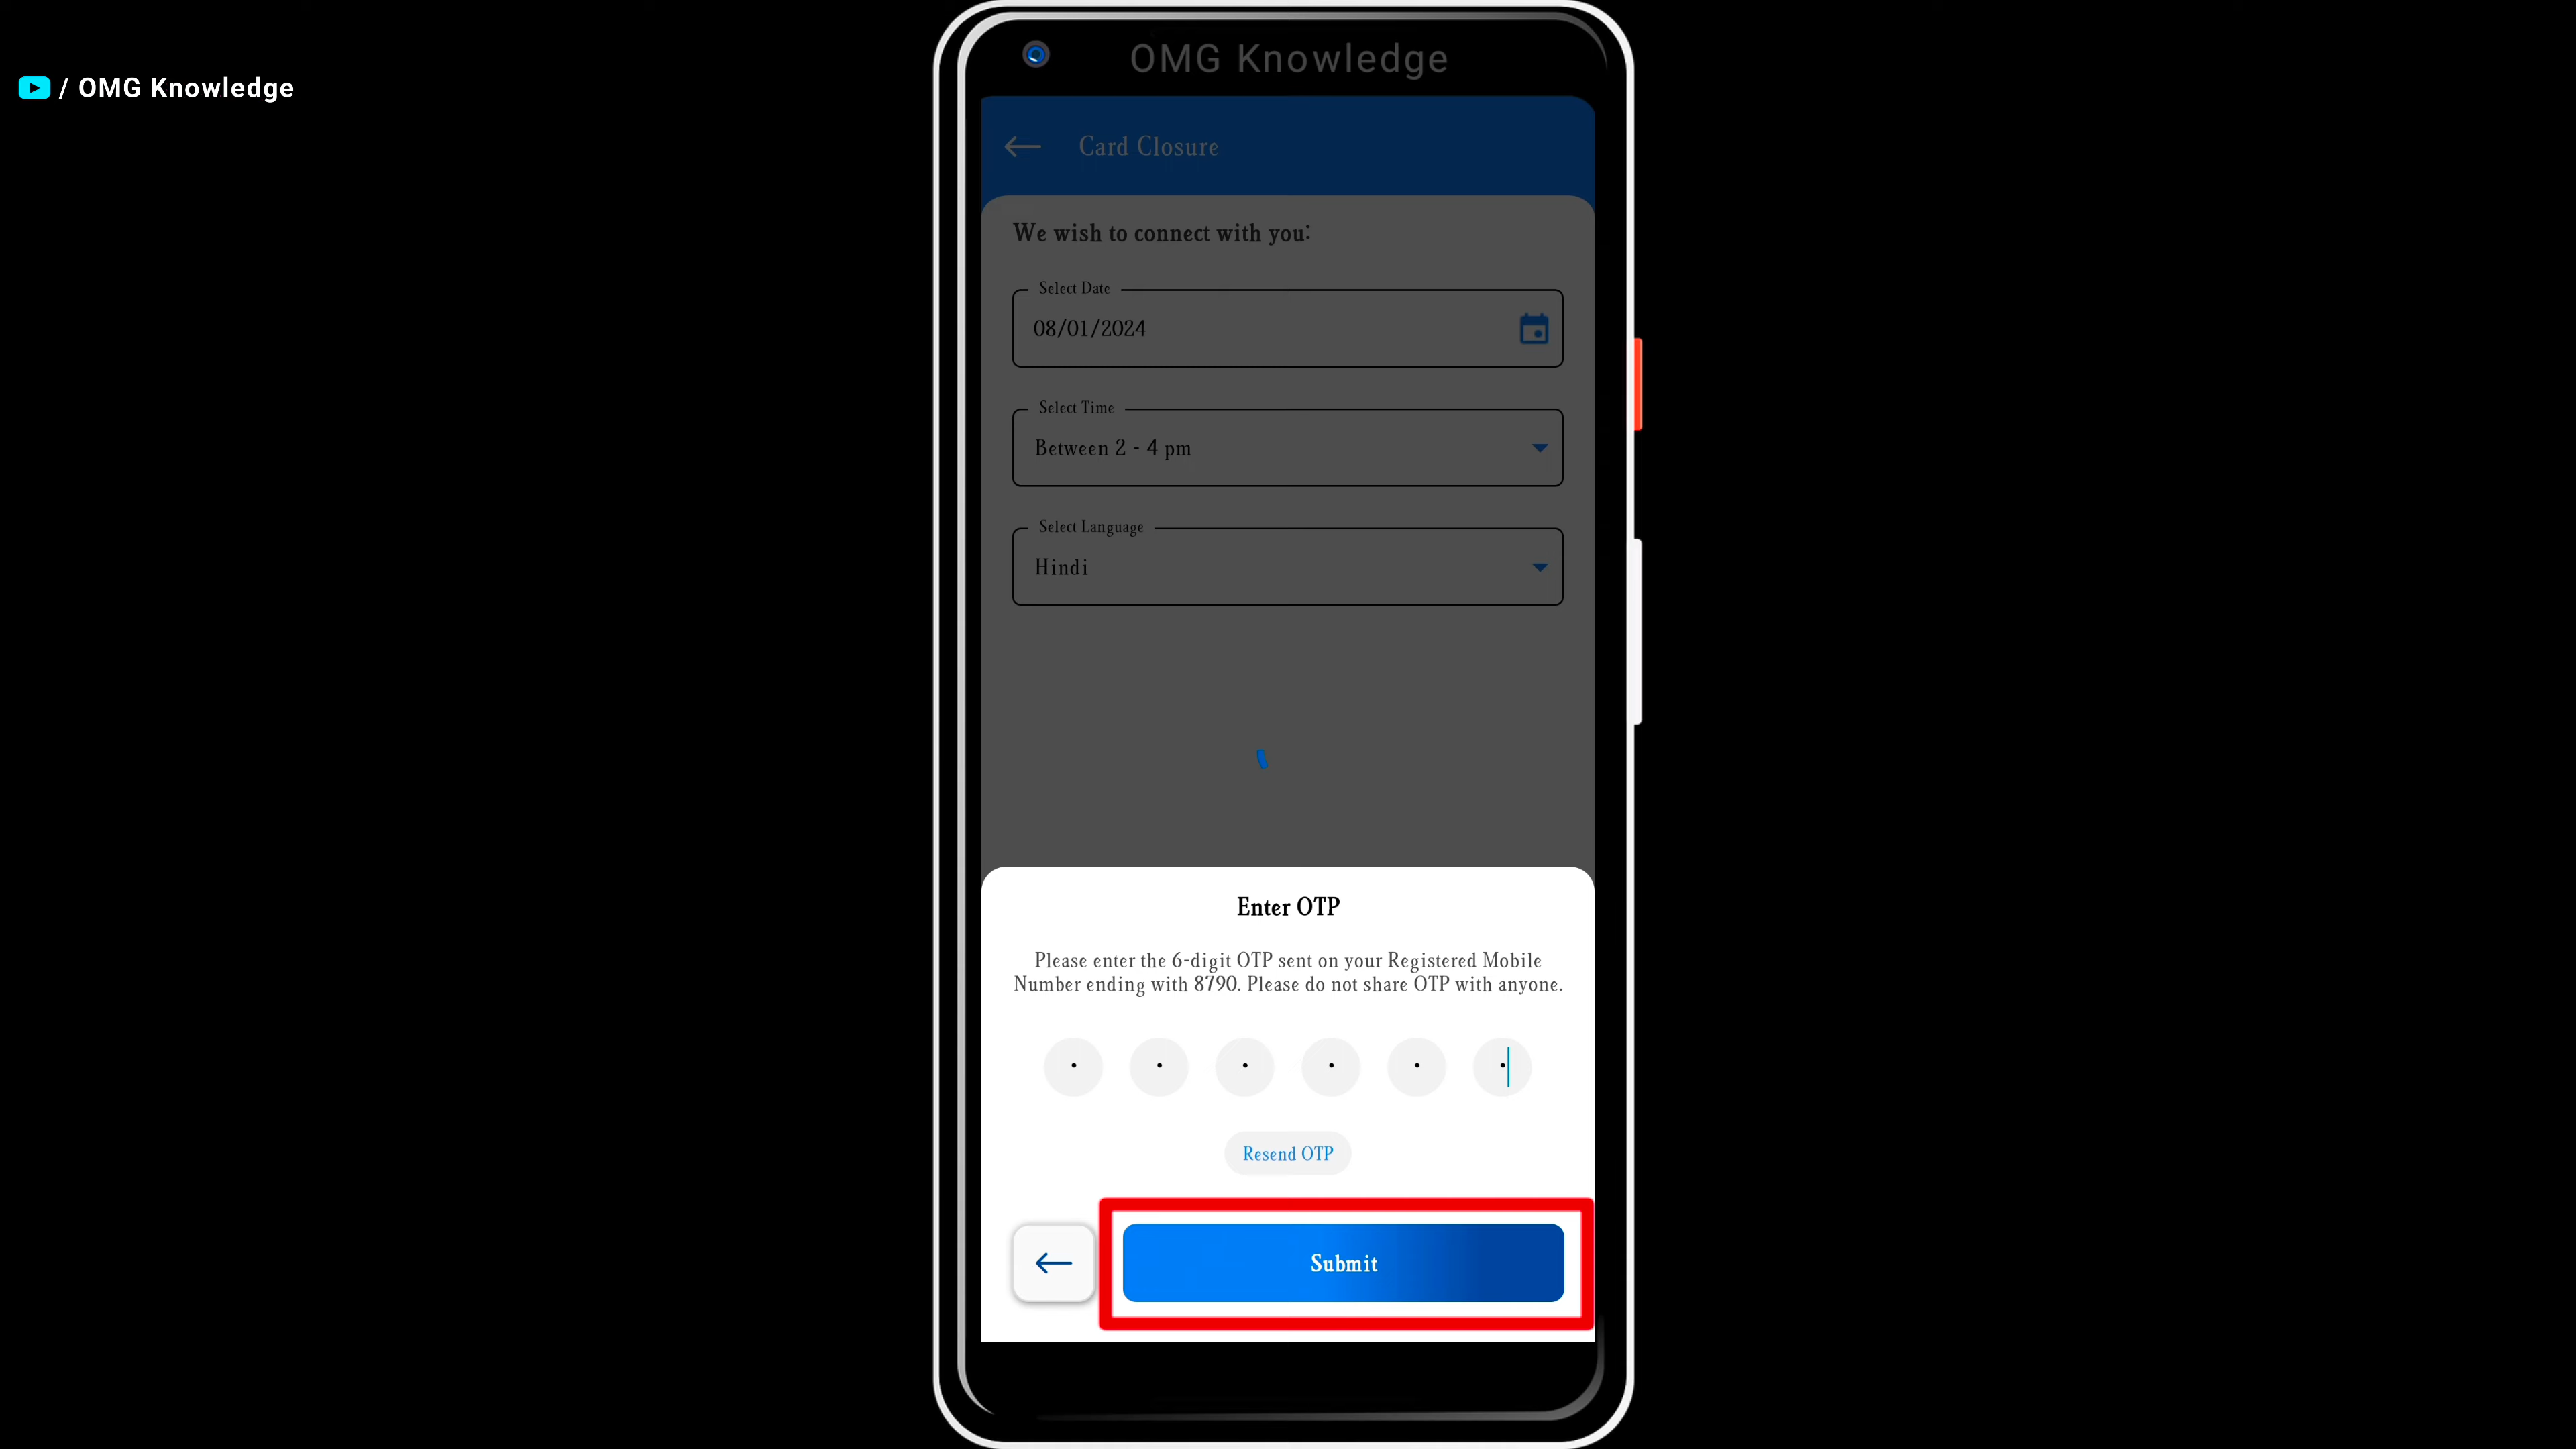 / OMG Knowledge
OMG Knowledge
Card Closure
We wish to connect with you:
Select Date
08/01/2024
Select Time
Between 2 - 4 pm
Select Language
Hindi
Enter OTP
Please enter the 6-digit OTP sent on your Registered Mobile
Number ending with 8790. Please do not share OTP with anyone.
Resend OTP
Submit